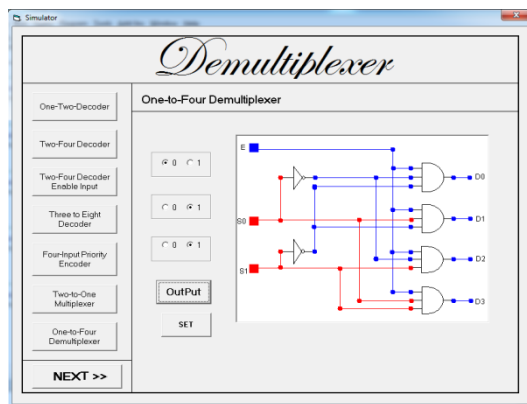 Simulator
Demultiplexer
One-Two-Decoder
Two-Four Decoder
Two-Four Decoder
Enable Input
Three to Eight
Decoder
Four-Input Priority
Encoder
Two-to-One
Multiplexer
One-to-Four
Demultiplexer
NEXT >>
One-to-Four Demultiplexer
0 1
0 1
0 1
OutPut
SET
E
S0
S1
D0
D1
D2
D3